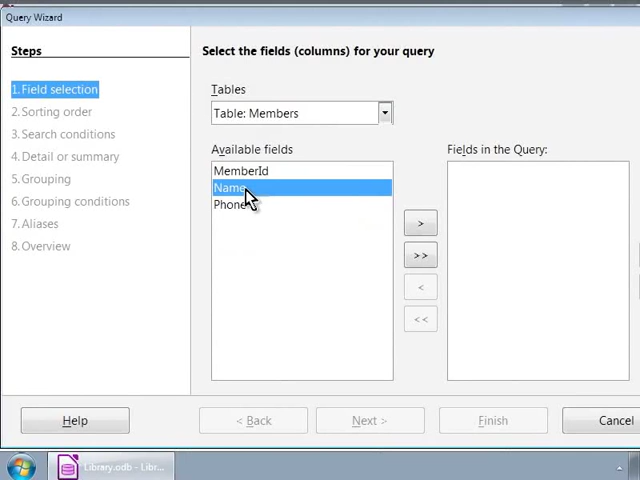 Query Wizard
Steps
1.Field selection
2.Sorting order
3.Search conditions
4.Detail or summary
5.Grouping
6.Grouping conditions
7.Aliases
8.Overview
Select the fields (columns) for your query
Tables
Table: Members
Available fields
MemberId
Name
Phone
>
>>
<
<<
Fields in the Query:
Help
< Back
Next >
Finish
Cancel
Library.odb - Libr...